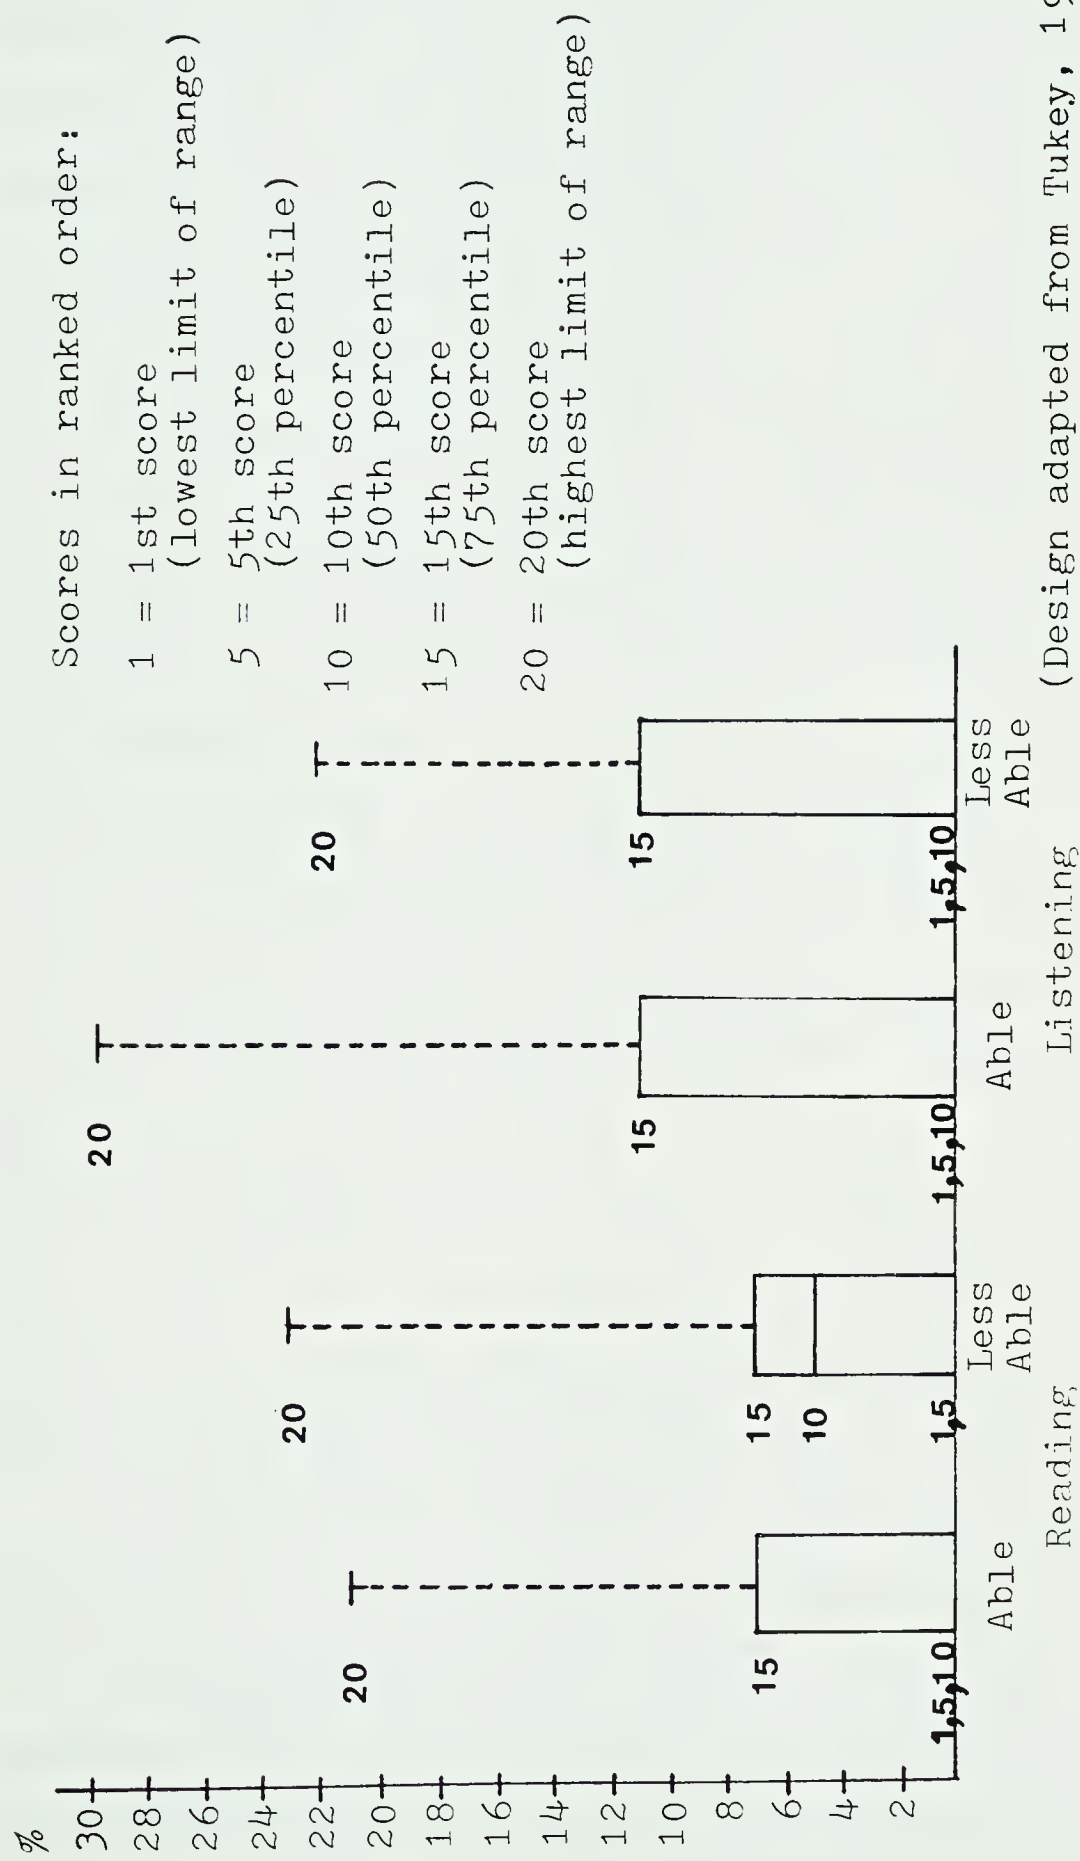 %
30
28
26
24
22
20
18
16
14
12
10
8
6
4
2
20
15
1,5,10
Able
20
15
10
1,5
Less
Able
Reading
20
15
1,5,10
Able
20
15
1,5,10
Less
Able
Listening
Scores in ranked order:
1 = 1st score
(lowest limit of range)
5 = 5th score
(25th percentile)
10 = 10th score
(50th percentile)
15 = 15th score
(75th percentile)
20 = 20th score
(highest limit of range)
(Design adapted from Tukey,